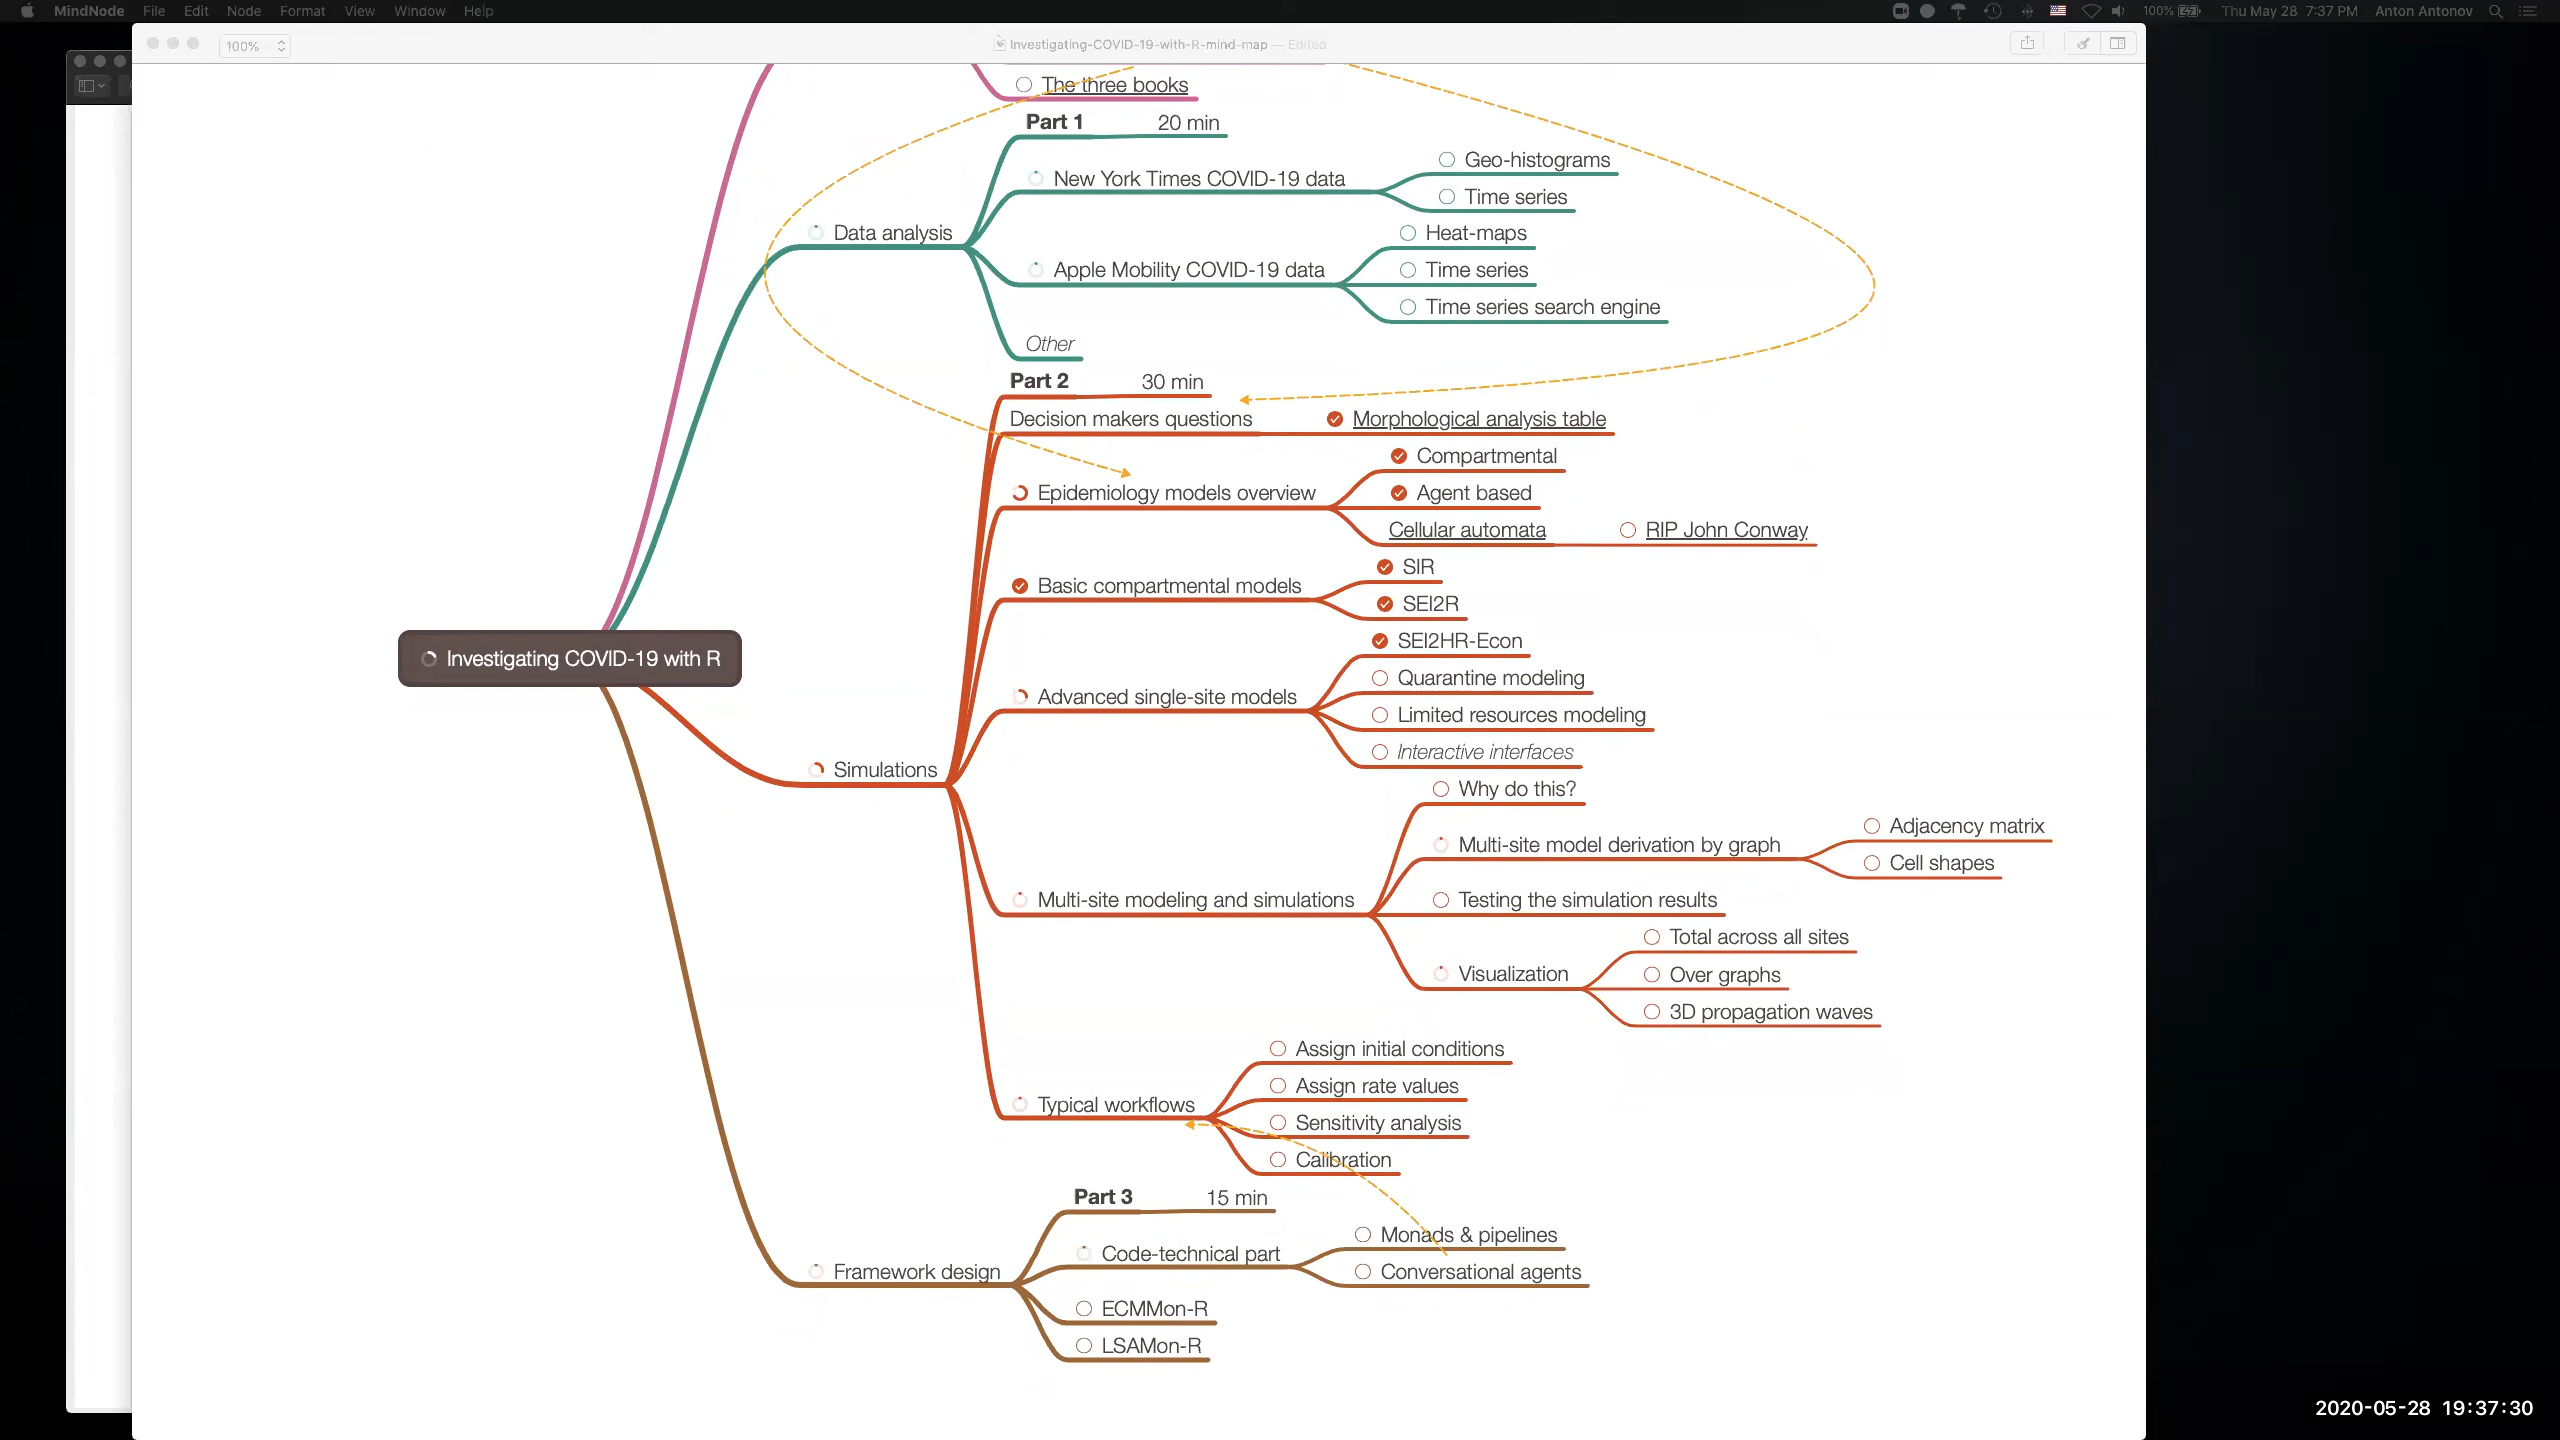 MindNode File Edit Node Format View Window Help
100% Thu May 28 7:37 PM Anton Antonov
100%
Investigating-COVID-19-with-R-mind-map — Edited
The three books
Part 1 20 min
Geo-histograms
New York Times COVID-19 data
Time series
Data analysis
Heat-maps
Apple Mobility COVID-19 data
Time series
Time series search engine
Other
Part 2 30 min
Decision makers questions
Morphological analysis table
Compartmental
Epidemiology models overview
Agent based
Cellular automata
RIP John Conway
SIR
Basic compartmental models
SEI2R
SEI2HR-Econ
Investigating COVID-19 with R
Quarantine modeling
Advanced single-site models
Limited resources modeling
Interactive interfaces
Simulations
Why do this?
Adjacency matrix
Multi-site model derivation by graph
Cell shapes
Multi-site modeling and simulations
Testing the simulation results
Total across all sites
Visualization
Over graphs
3D propagation waves
Assign initial conditions
Assign rate values
Typical workflows
Sensitivity analysis
Calibration
Part 3 15 min
Monads & pipelines
Code-technical part
Framework design
Conversational agents
ECMMon-R
LSAMon-R
2020-05-28 19:37:30